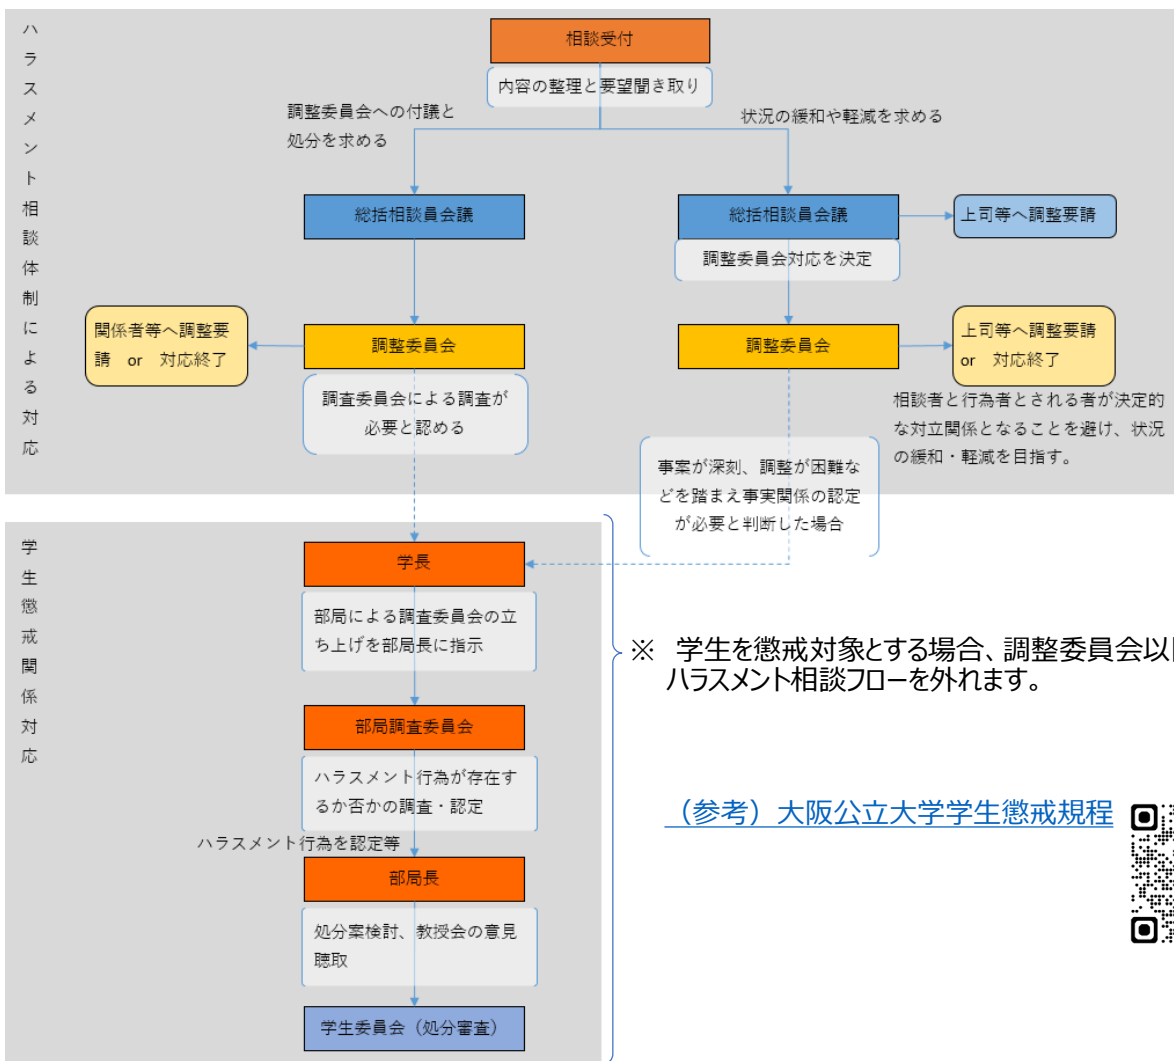 ハラスメント相談体制による対応
相談受付
内容の整理と要望聞き取り
調整委員会への付議と
処分を求める
状況の緩和や軽減を求める
総括相談員会議
総括相談員会議
上司等へ調整要請
調整委員会対応を決定
関係者等へ調整要
請　or　対応終了
調整委員会
調整委員会
上司等へ調整要請
or　対応終了
調査委員会による調査が
必要と認める
相談者と行為者とされる者が決定的
な対立関係となることを避け、状況
の緩和・軽減を目指す。
事案が深刻、調整が困難な
どを踏まえ事実関係の認定
が必要と判断した場合
学生懲戒関係対応
学長
部局による調査委員会の立
ち上げを部局長に指示
※　学生を懲戒対象とする場合、調整委員会以
ハラスメント相談フローを外れます。
部局調査委員会
ハラスメント行為が存在す
るか否かの調査・認定
（参考）大阪公立大学学生懲戒規程
ハラスメント行為を認定等
部局長
処分案検討、教授会の意見
聴取
学生委員会（処分審査）